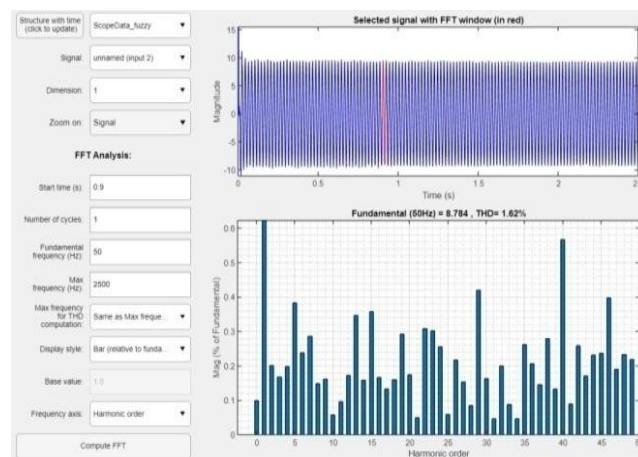 Structure with time
(click to update)
ScopeData_fuzzy
Signal:
unnamed (input 2)
Dimension:
1
Zoom on:
Signal
FFT Analysis:
Start time (s):
0.9
Number of cycles:
1
Fundamental
frequency (Hz):
50
Max
frequency (Hz):
2500
Max frequency
for THD
computation:
Same as Max freque...
Display style:
Bar (relative to funda...
Base value:
1.0
Frequency axis:
Harmonic order
Compute FFT
Selected signal with FFT window (in red)
Magnitude
15
10
5
0
-5
-10
0 0.5 1 1.5 2 2
Time (s)
Fundamental (50Hz) = 8.784 , THD= 1.62%
Mag (% of Fundamental)
0.6
0.5
0.4
0.3
0.2
0.1
0
0 5 10 15 20 25 30 35 40 45 5
Harmonic order